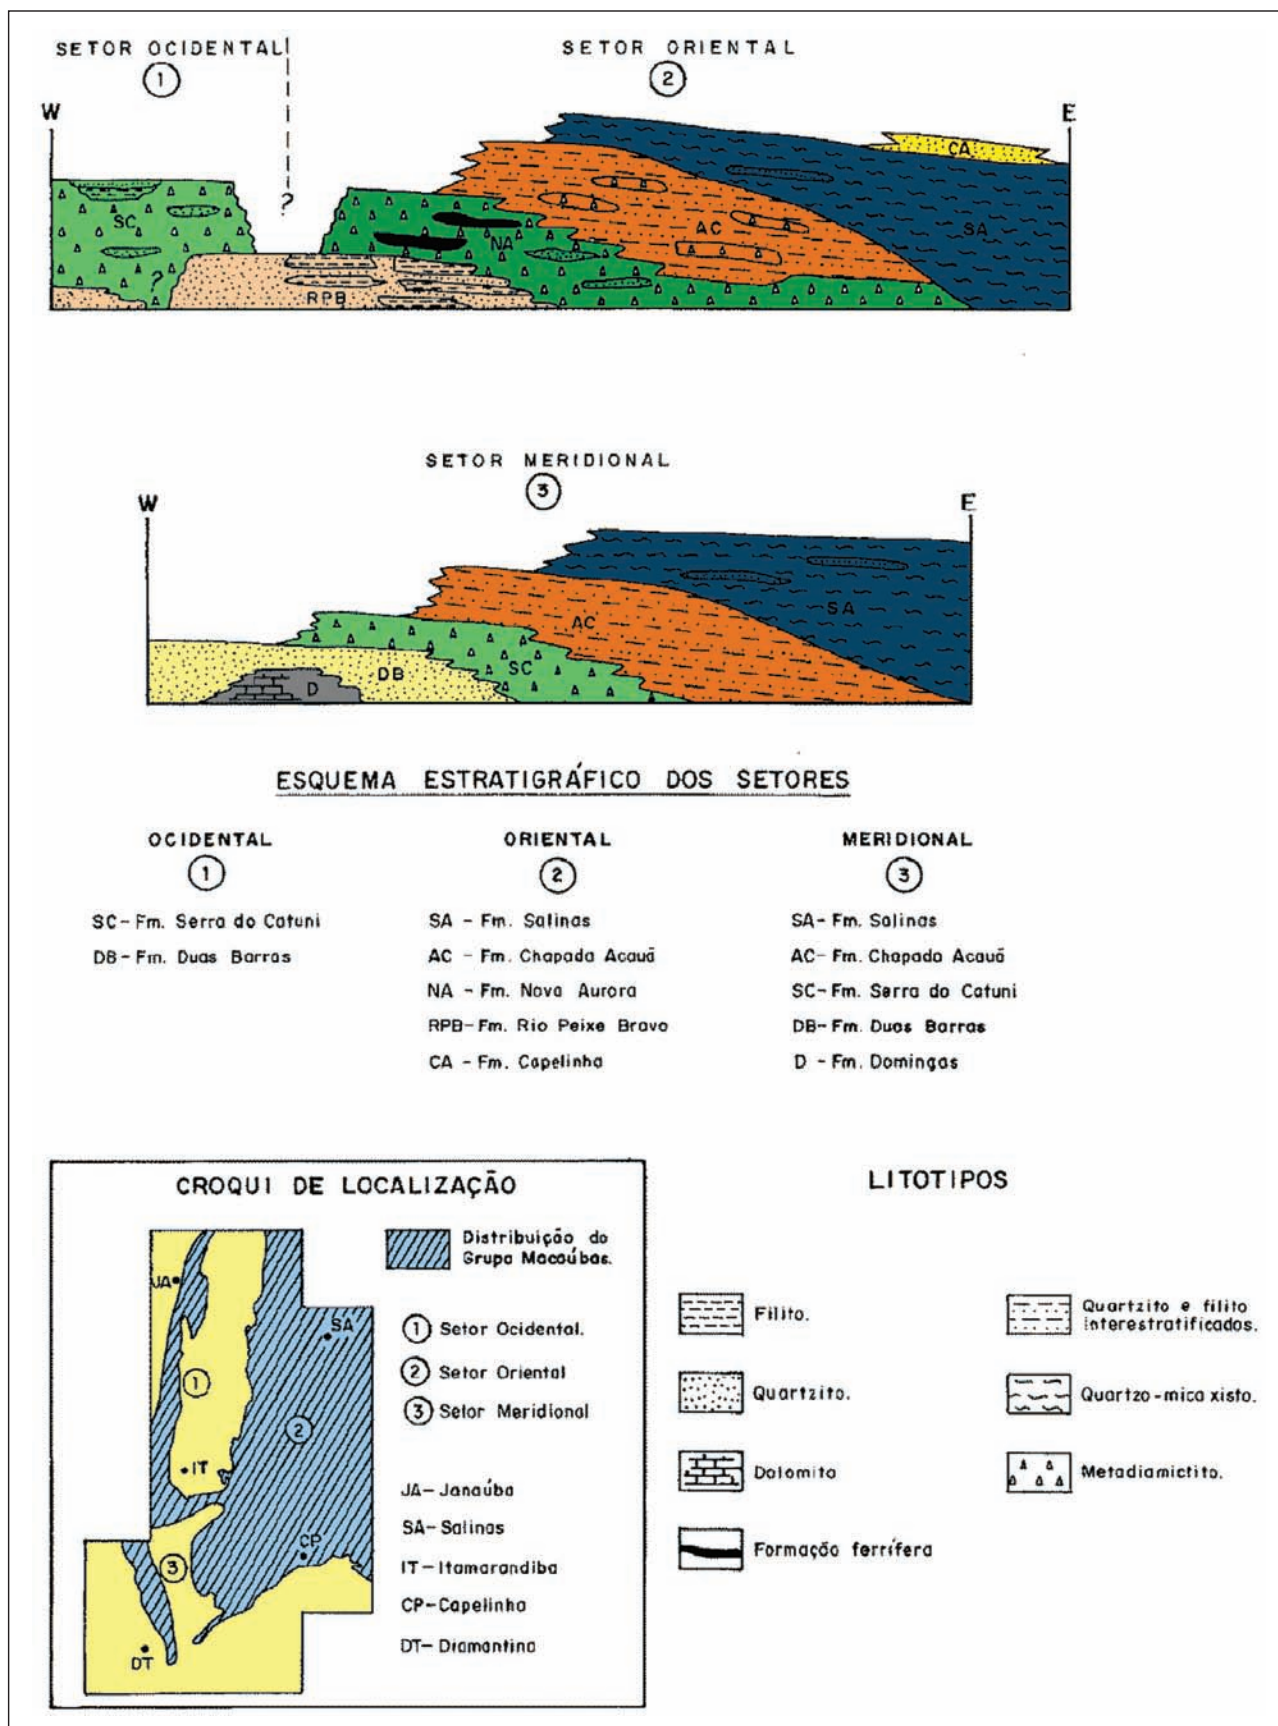 SETOR OCIDENTAL
1
SETOR ORIENTAL
2
W
E
?
CA
SC
NA
AC
SA
?
RPB
SETOR MERIDIONAL
3
W
E
SA
AC
SC
DB
D
ESQUEMA ESTRATIGRÁFICO DOS SETORES
OCIDENTAL
1
SC-Fm. Serra do Catuni
DB-Fm. Duas Barras
ORIENTAL
2
SA - Fm. Salinas
AC - Fm. Chapada Acauã
NA - Fm. Nova Aurora
RPB-Fm. Rio Peixe Bravo
CA - Fm. Capelinha
MERIDIONAL
3
SA-Fm. Salinas
AC-Fm. Chapada Acauã
SC-Fm. Serra do Catuni
DB-Fm. Duas Barras
D - Fm. Domingas
CROQUI DE LOCALIZAÇÃO
JA
SA
1
2
IT
CP
3
DT
Distribuição do
Grupo Macaúbas.
1 Setor Ocidental.
2 Setor Oriental
3 Setor Meridional
JA-Janaúba
SA-Salinas
IT-Itamarandiba
CP-Capelinha
DT-Diamantina
LITOTIPOS
Filito.
Quartzito.
Dolomito
Formação ferrífera
Quartzito e filito
interestratificados.
Quartzo-mica xisto.
Metadiamictito.